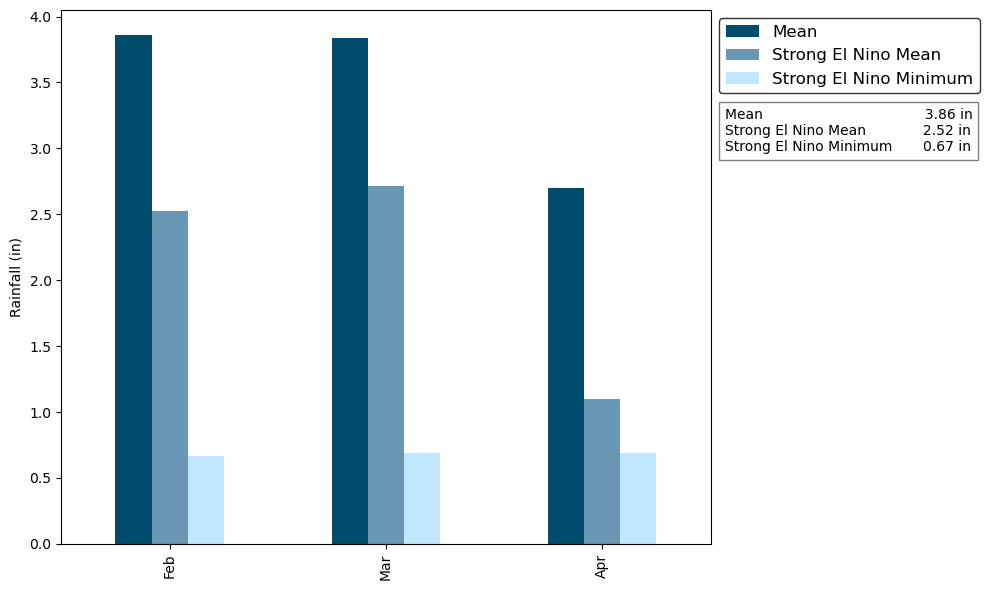 4.0
3.5
3.0
2.5
2.0
1.5
1.0
0.5
0.0
Rainfall (in)
Feb
Mar
Apr
Mean
Strong El Nino Mean
Strong El Nino Minimum
Mean 3.86 in
Strong El Nino Mean 2.52 in
Strong El Nino Minimum 0.67 in